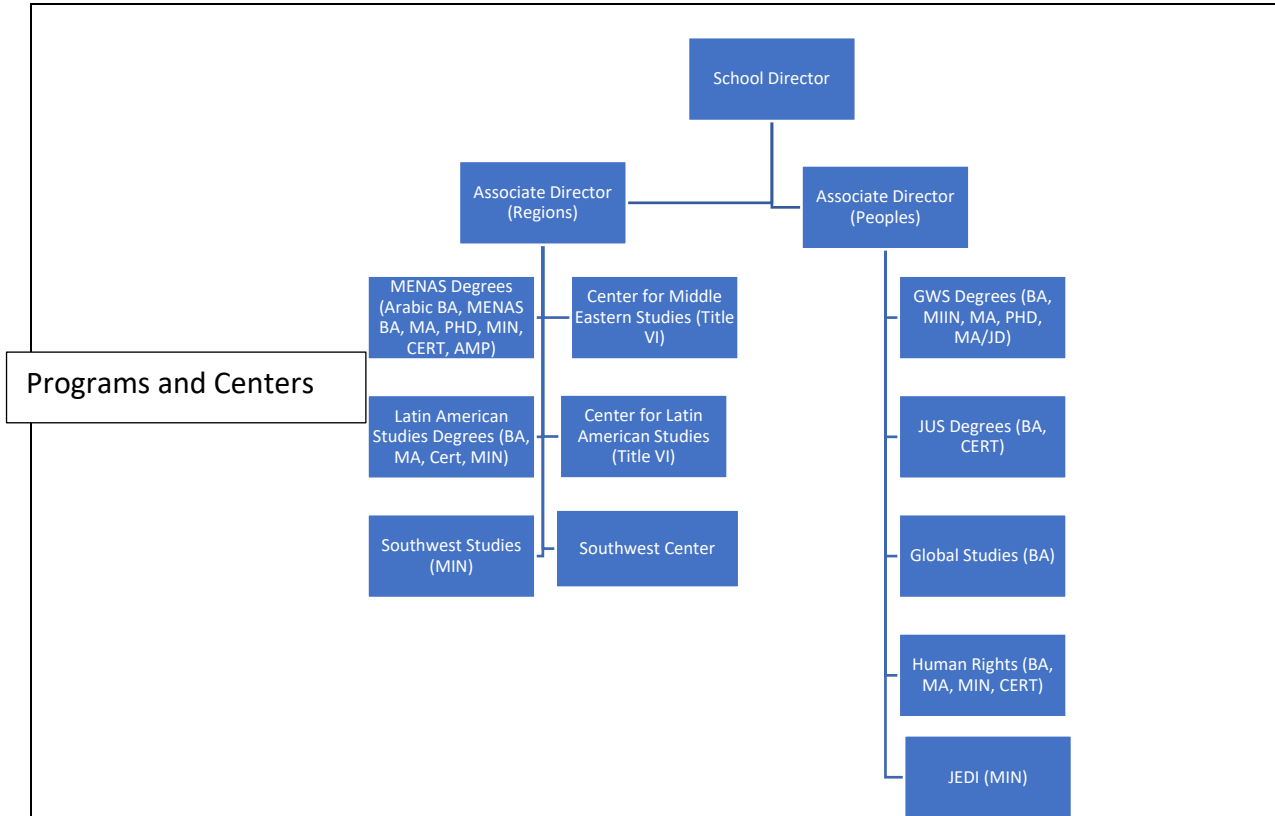 School Director
Associate Director
(Regions)
Associate Director
(Peoples)
MENAS Degrees
(Arabic BA, MENAS
BA, MA, PHD, MIN,
CERT, AMP)
Center for Middle
Eastern Studies (Title
VI)
GWS Degrees (BA,
MIIN, MA, PHD,
MA/JD)
Programs and Centers
Latin American
Studies Degrees (BA,
MA, Cert, MIN)
Center for Latin
American Studies
(Title VI)
JUS Degrees (BA,
CERT)
Southwest Studies
(MIN)
Southwest Center
Global Studies (BA)
Human Rights (BA,
MA, MIN, CERT)
JEDI (MIN)